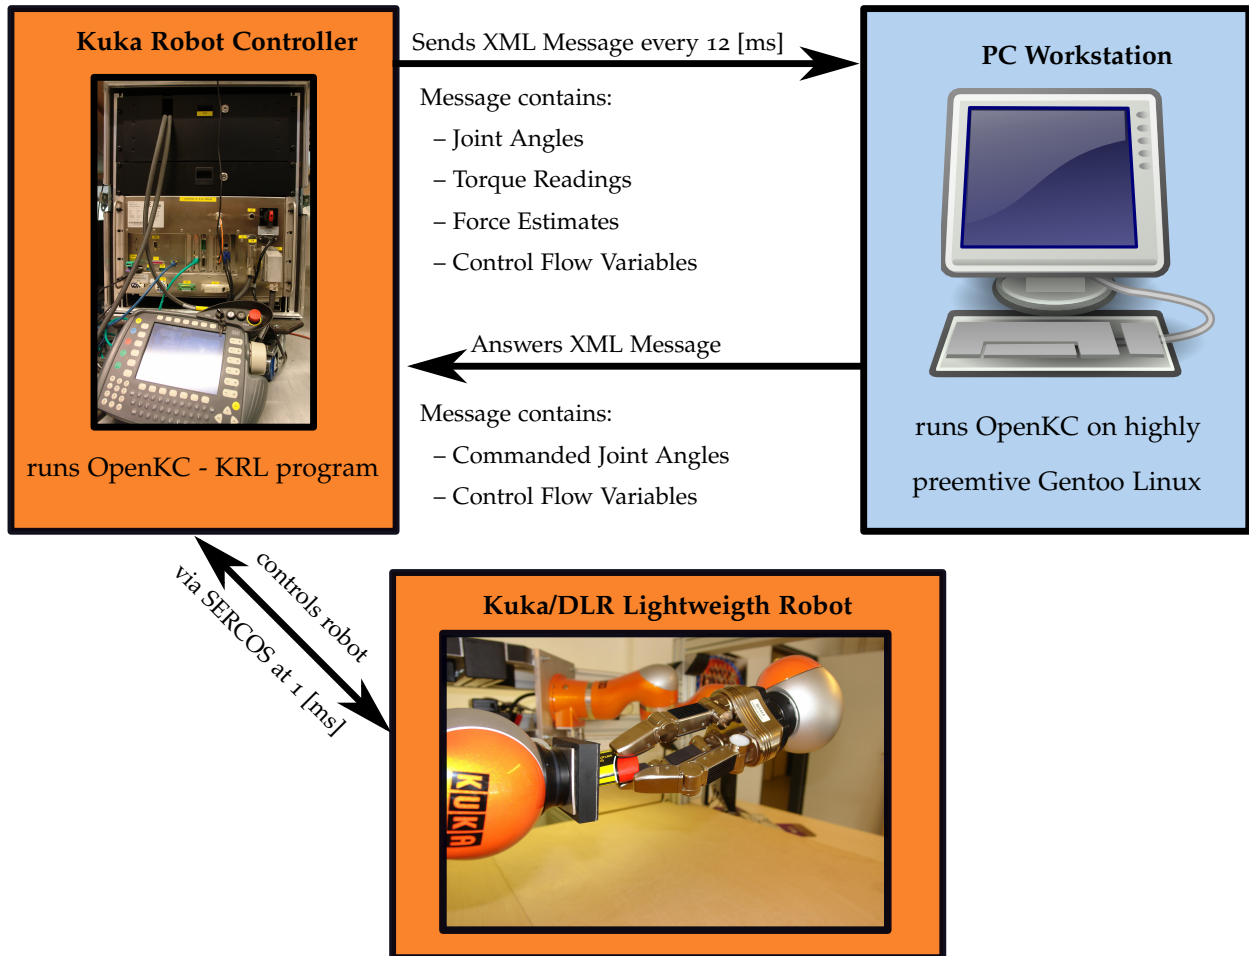 Kuka Robot Controller
runs OpenKC - KRL program
Sends XML Message every 12 [ms]
Message contains:
– Joint Angles
– Torque Readings
– Force Estimates
– Control Flow Variables
Answers XML Message
Message contains:
– Commanded Joint Angles
– Control Flow Variables
PC Workstation
runs OpenKC on highly
preemtive Gentoo Linux
controls robot
via SERCOS at 1 [ms]
Kuka/DLR Lightweigth Robot
KUKA